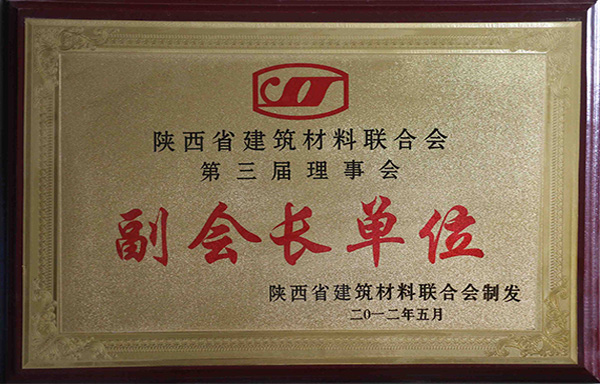 陕西省建筑材料联合会
第三届理事会
副会长单位
陕西省建筑材料联合会制发
二〇一二年五月